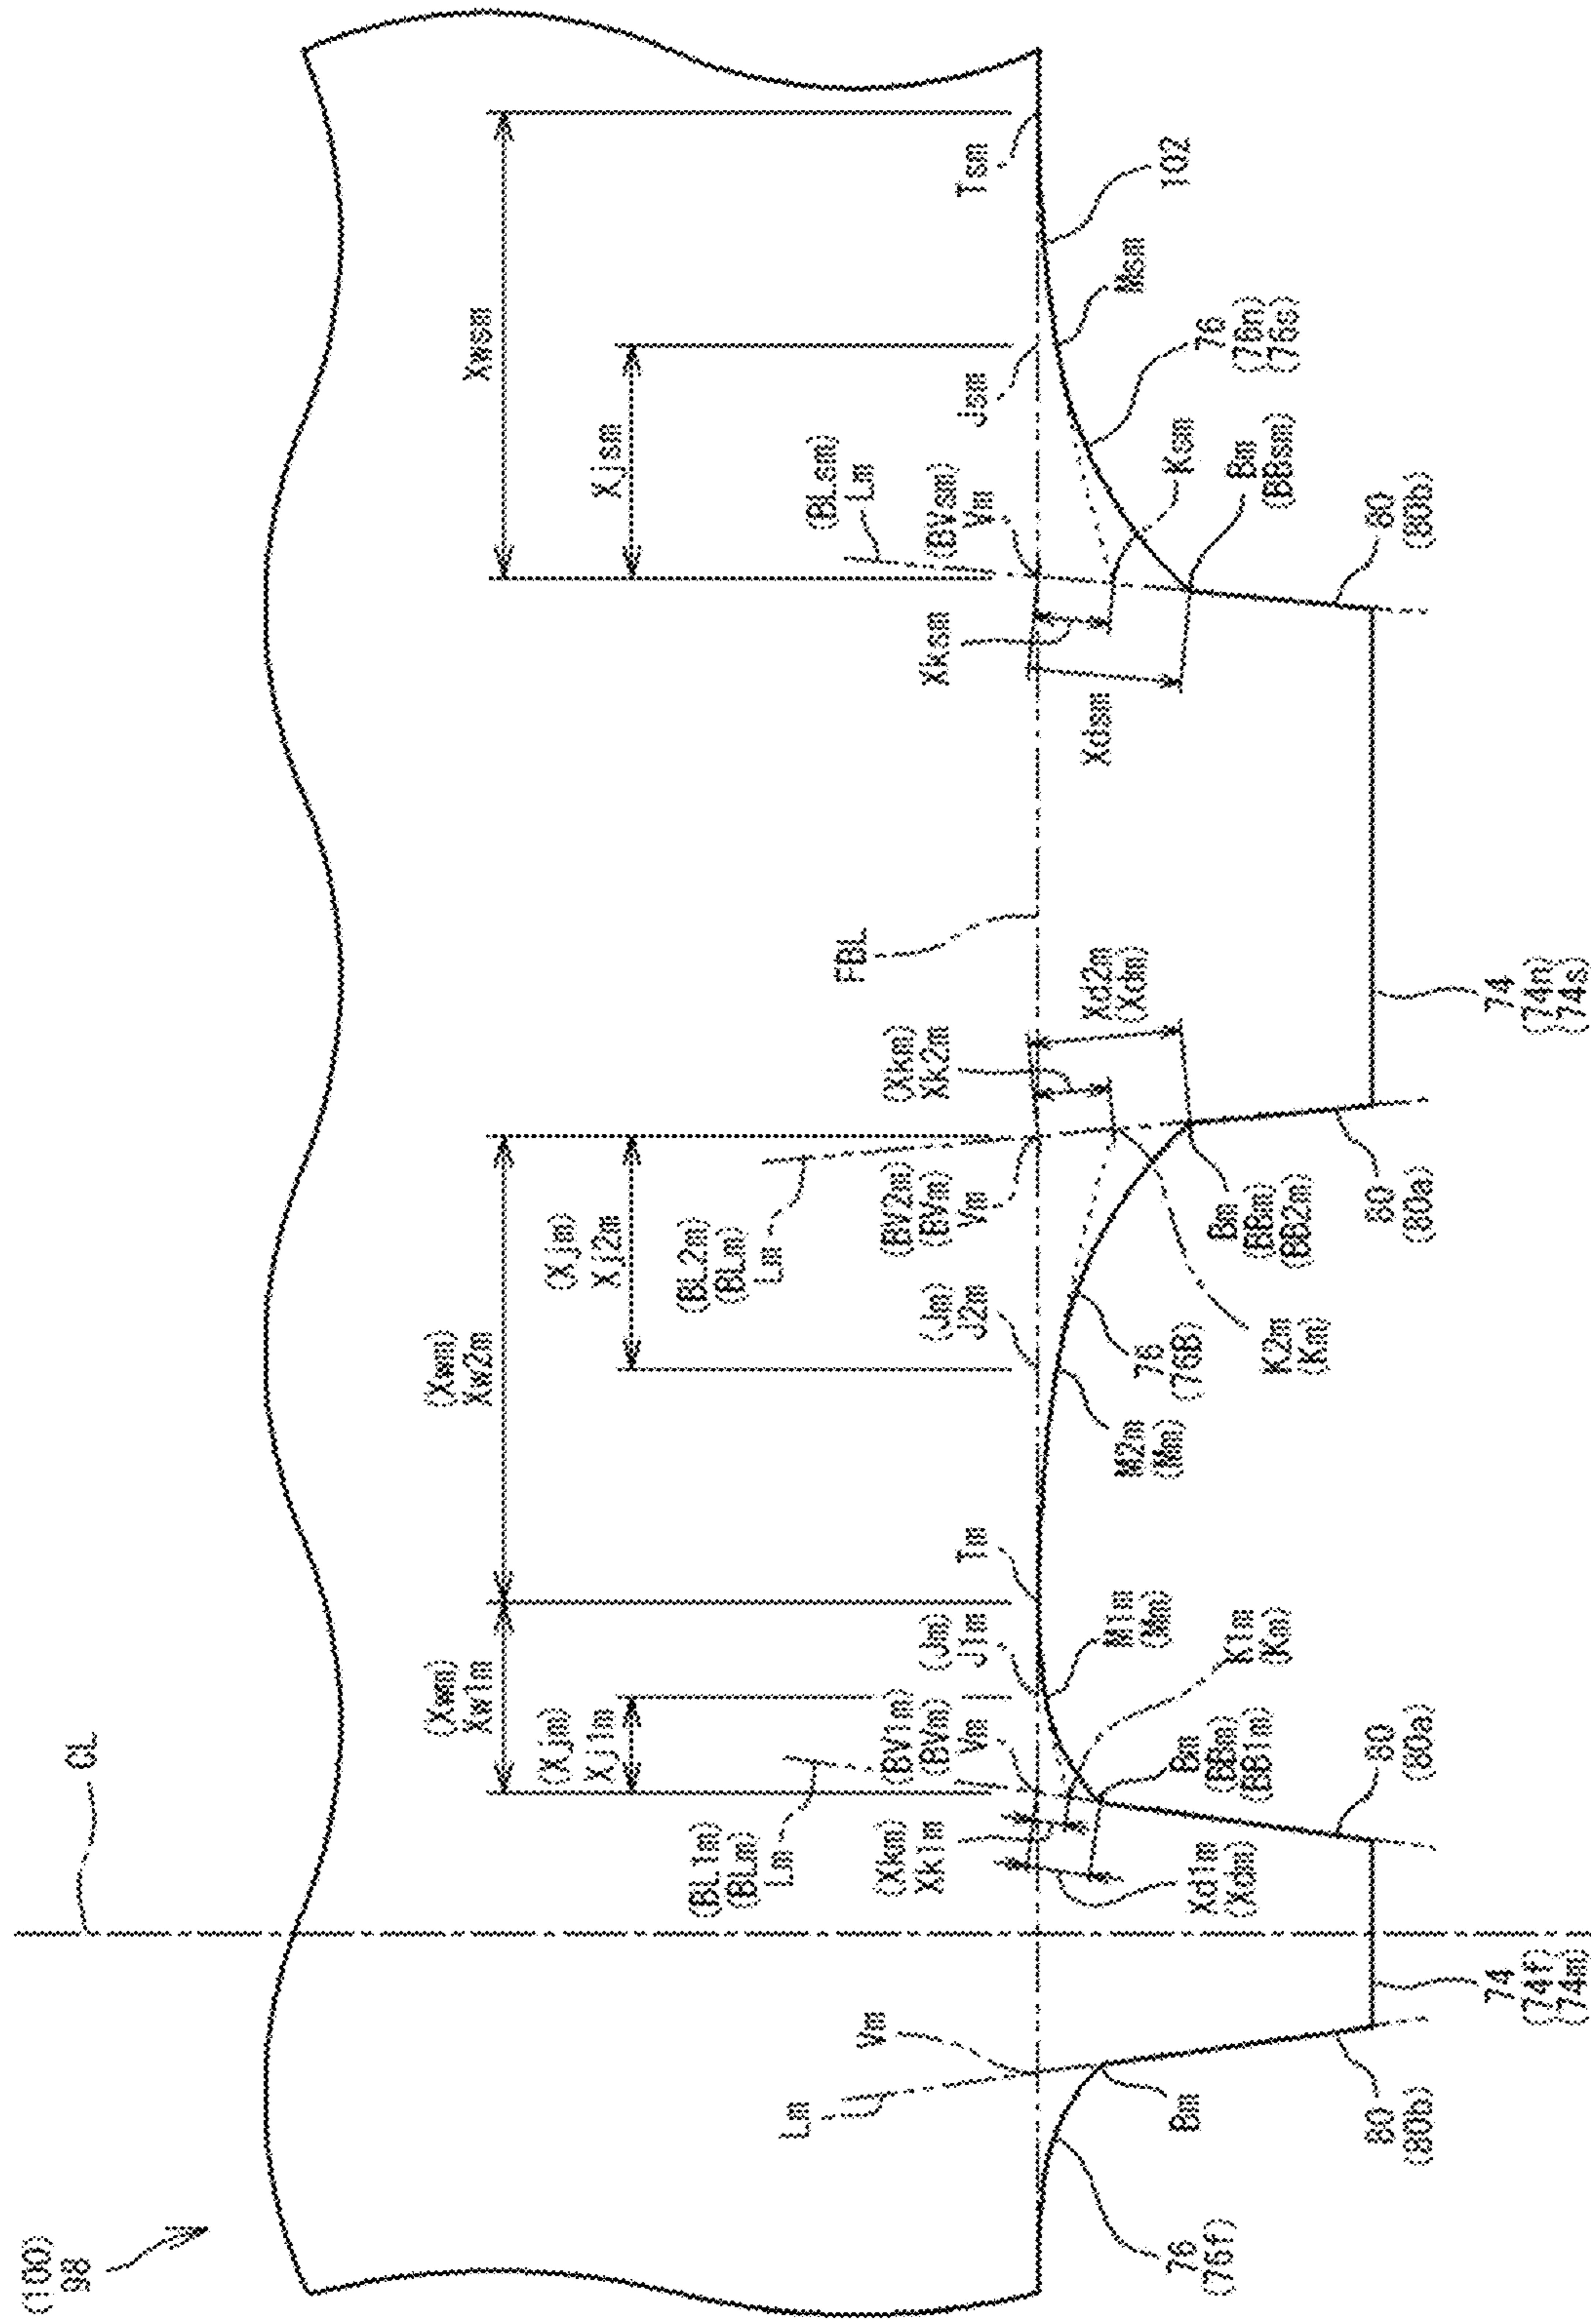 (100)
98
CL
(Xwm)
Xw1m
(Xwm)
Xw2m
Xwsm
(Xjm)
Xj1m
(Xjm)
Xj2m
Xjsm
(BL1m)
(BLm)
Lm
(BL2m)
(BLm)
Lm
(BLsm)
Lm
Lm
Vm
(Xkm)
Xk1m
(BV1m)
(BVm)
Vm
(Jm)
J1m
Tm
(Jm)
J2m
(BV2m)
(BVm)
Vm
(Xkm)
Xk2m
FBL
Xksm
(BVsm)
Vm
Jsm
Tsm
76
(76f)
Bm
Xd1m
(Xdm)
Bm
(BBm)
(BB1m)
K1m
(Km)
M1m
(Mm)
M2m
(Mm)
76
(76B)
K2m
(Km)
Bm
(BBm)
(BB2m)
Xd2m
(Xdm)
Xdsm
Bm
(BBsm)
Ksm
76
(76n)
(76s)
Msm
102
80
(80b)
74
(74f)
(74m)
80
(80a)
80
(80a)
74
(74n)
(74s)
80
(80b)